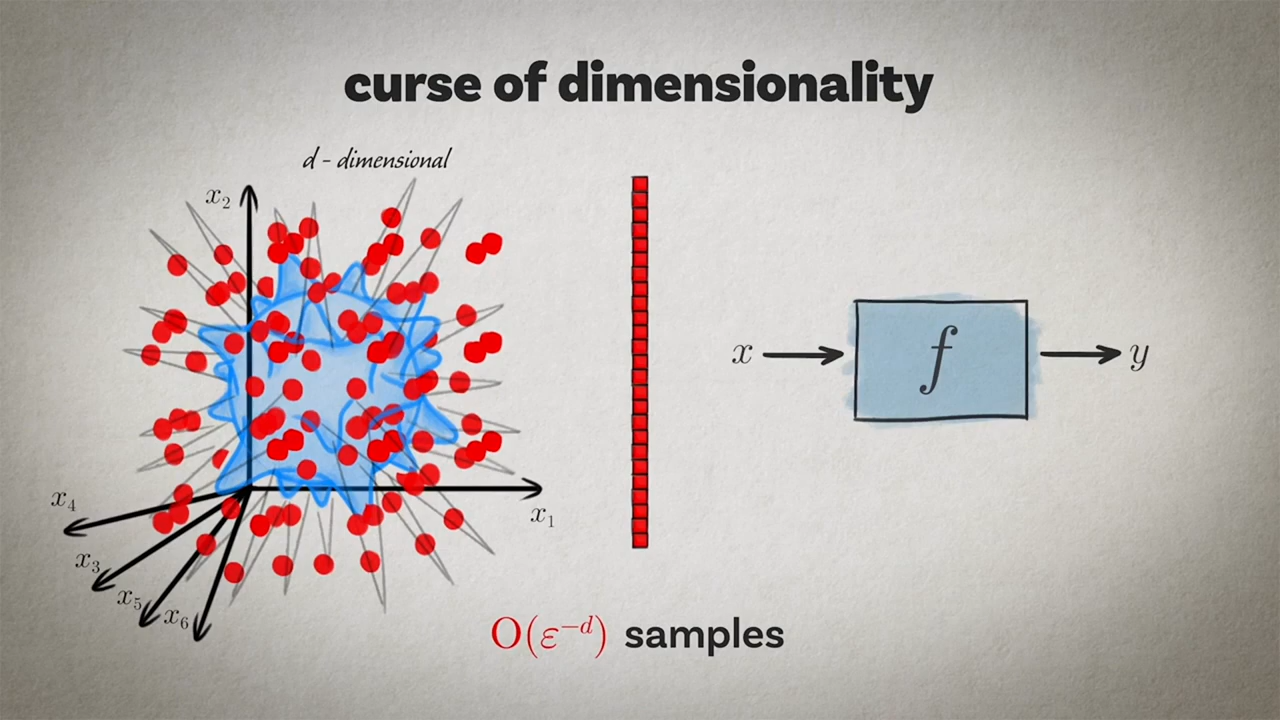 curse of dimensionality
d - dimensional
x₂
x₁
x₄
x₃
x₅
x₆
x
f
y
O(ε⁻ᵈ) samples